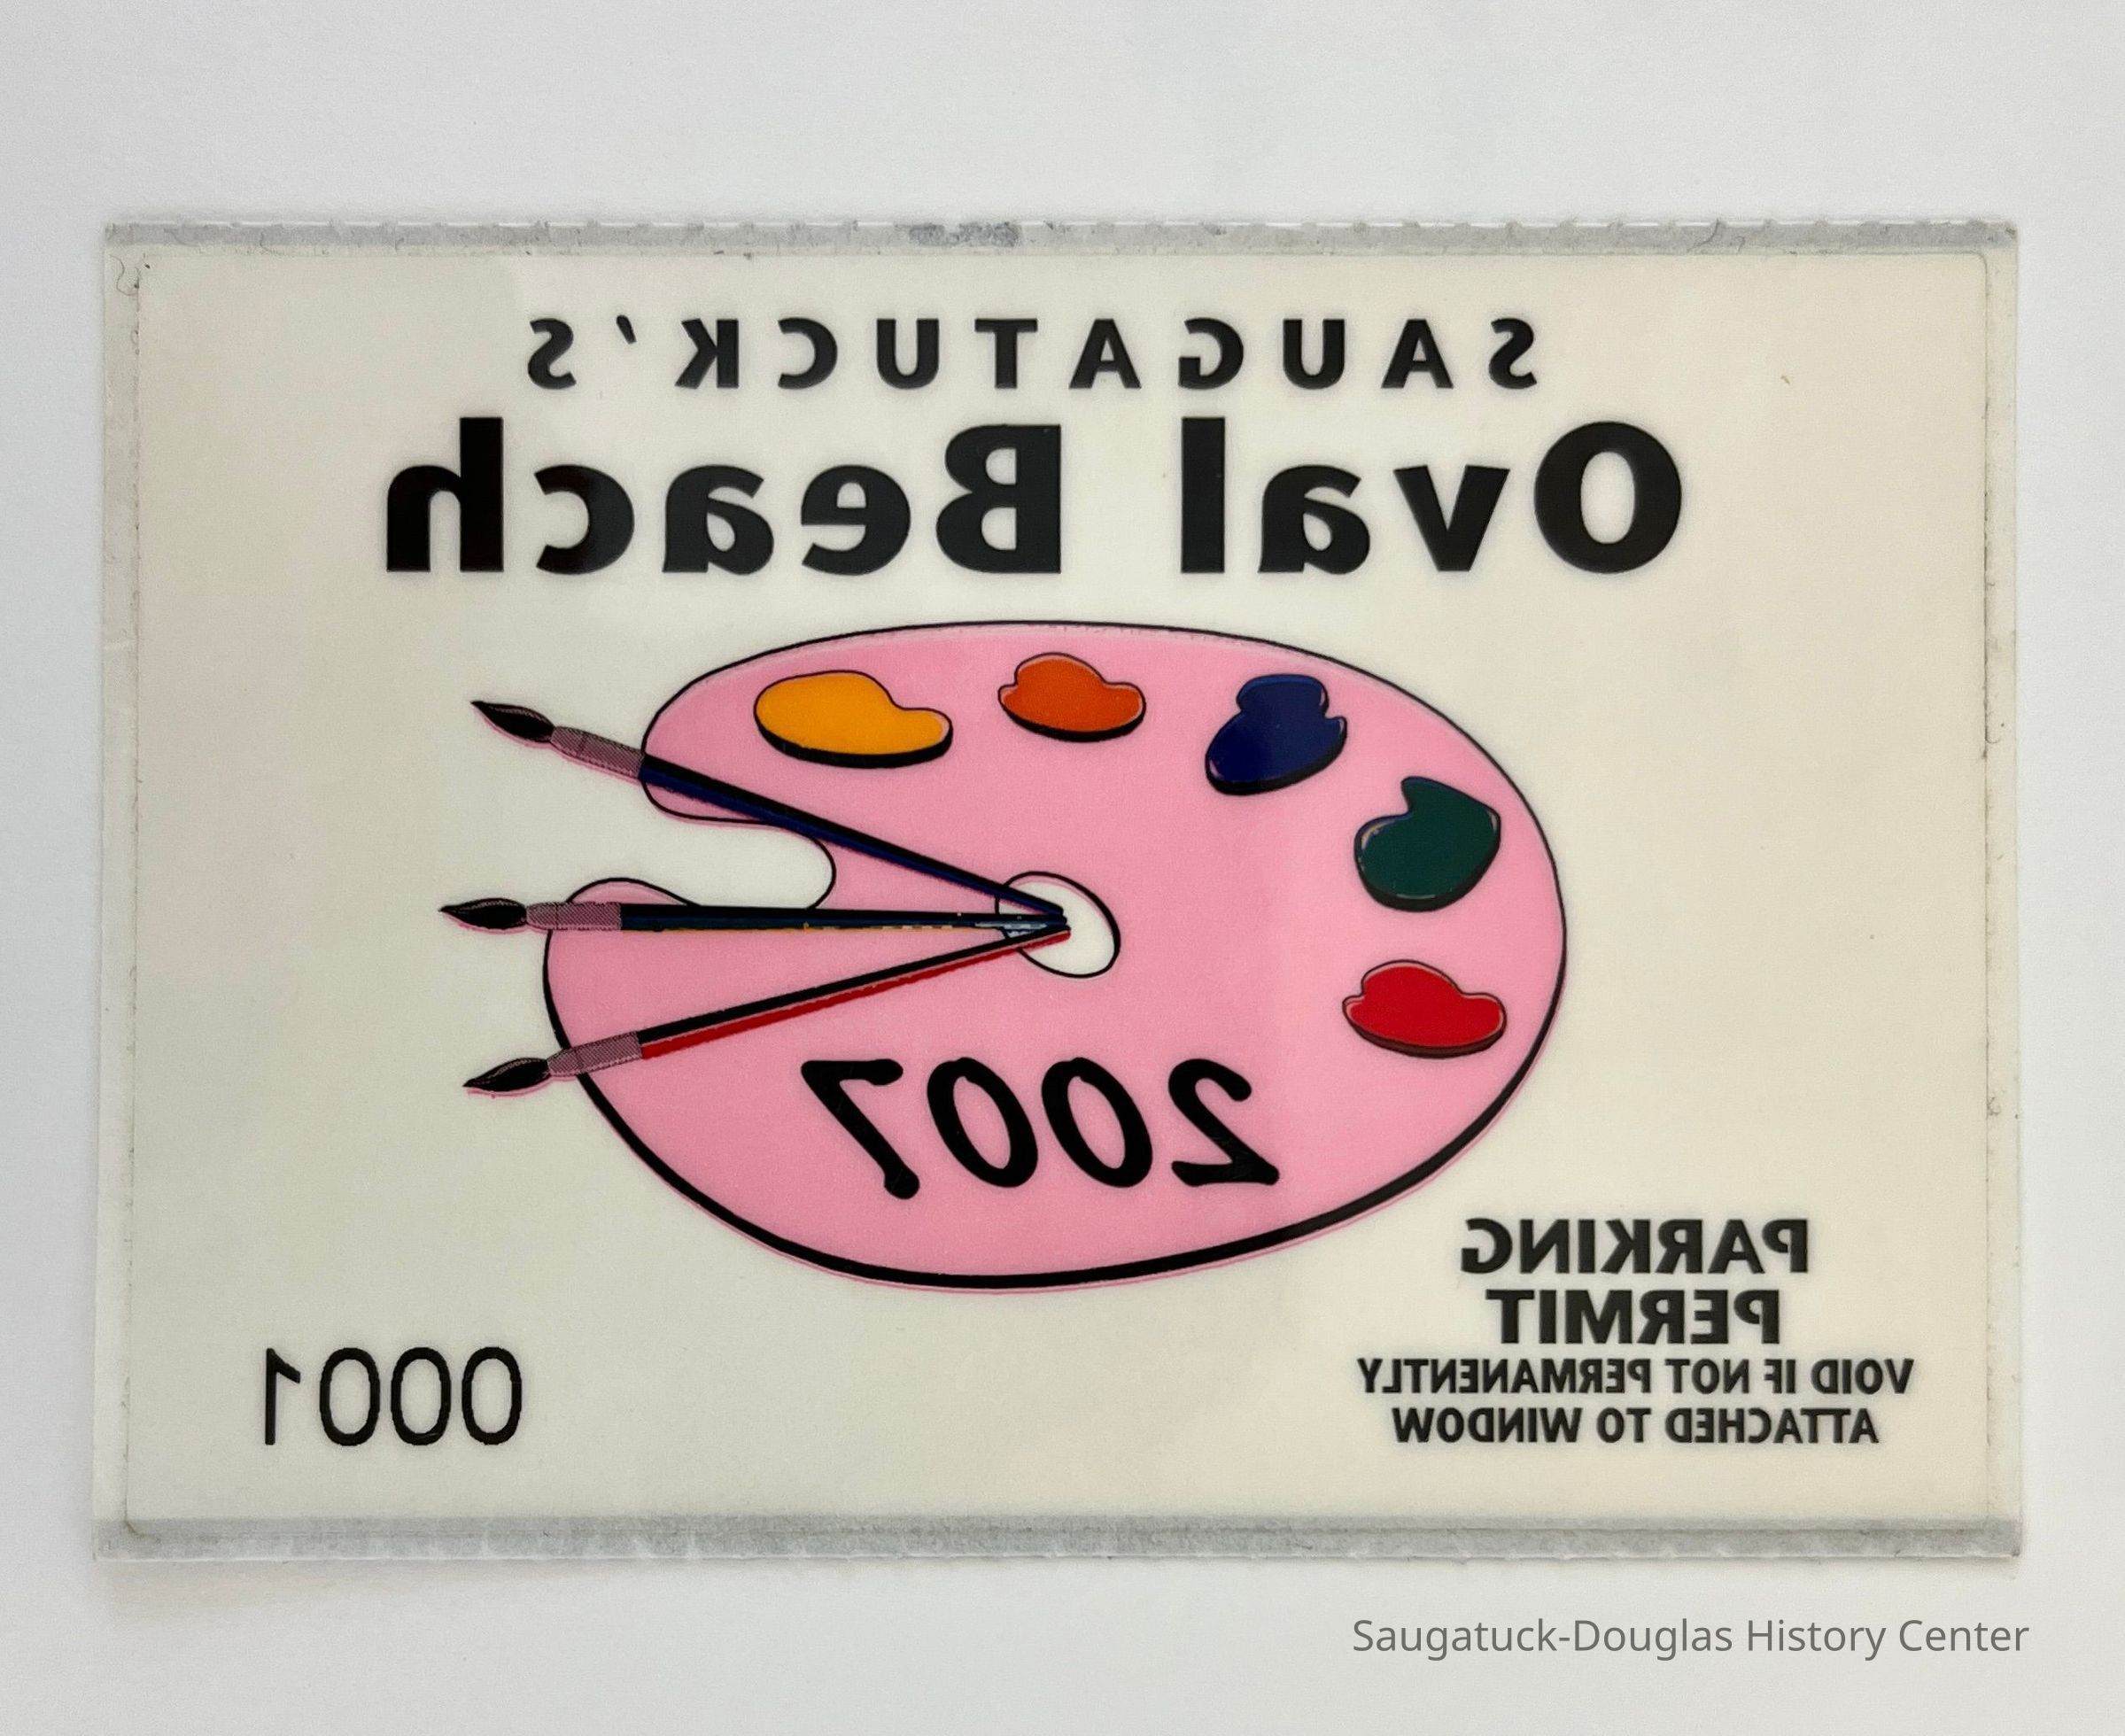 SAUGATUCK'S
Oval Beach
2007
PARKING
PERMIT
VOID IF NOT PERMANENTLY
ATTACHED TO WINDOW
0001
Saugatuck-Douglas History Center